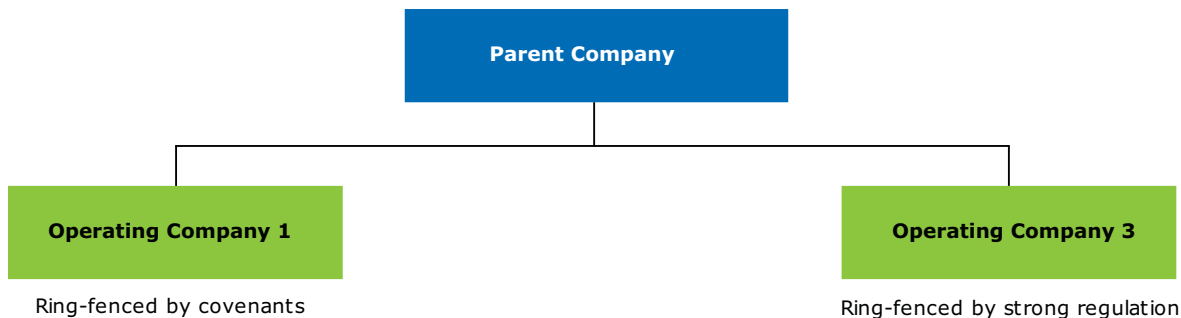 Parent Company
Operating Company 1
Operating Company 3
Ring-fenced by covenants
Ring-fenced by strong regulation